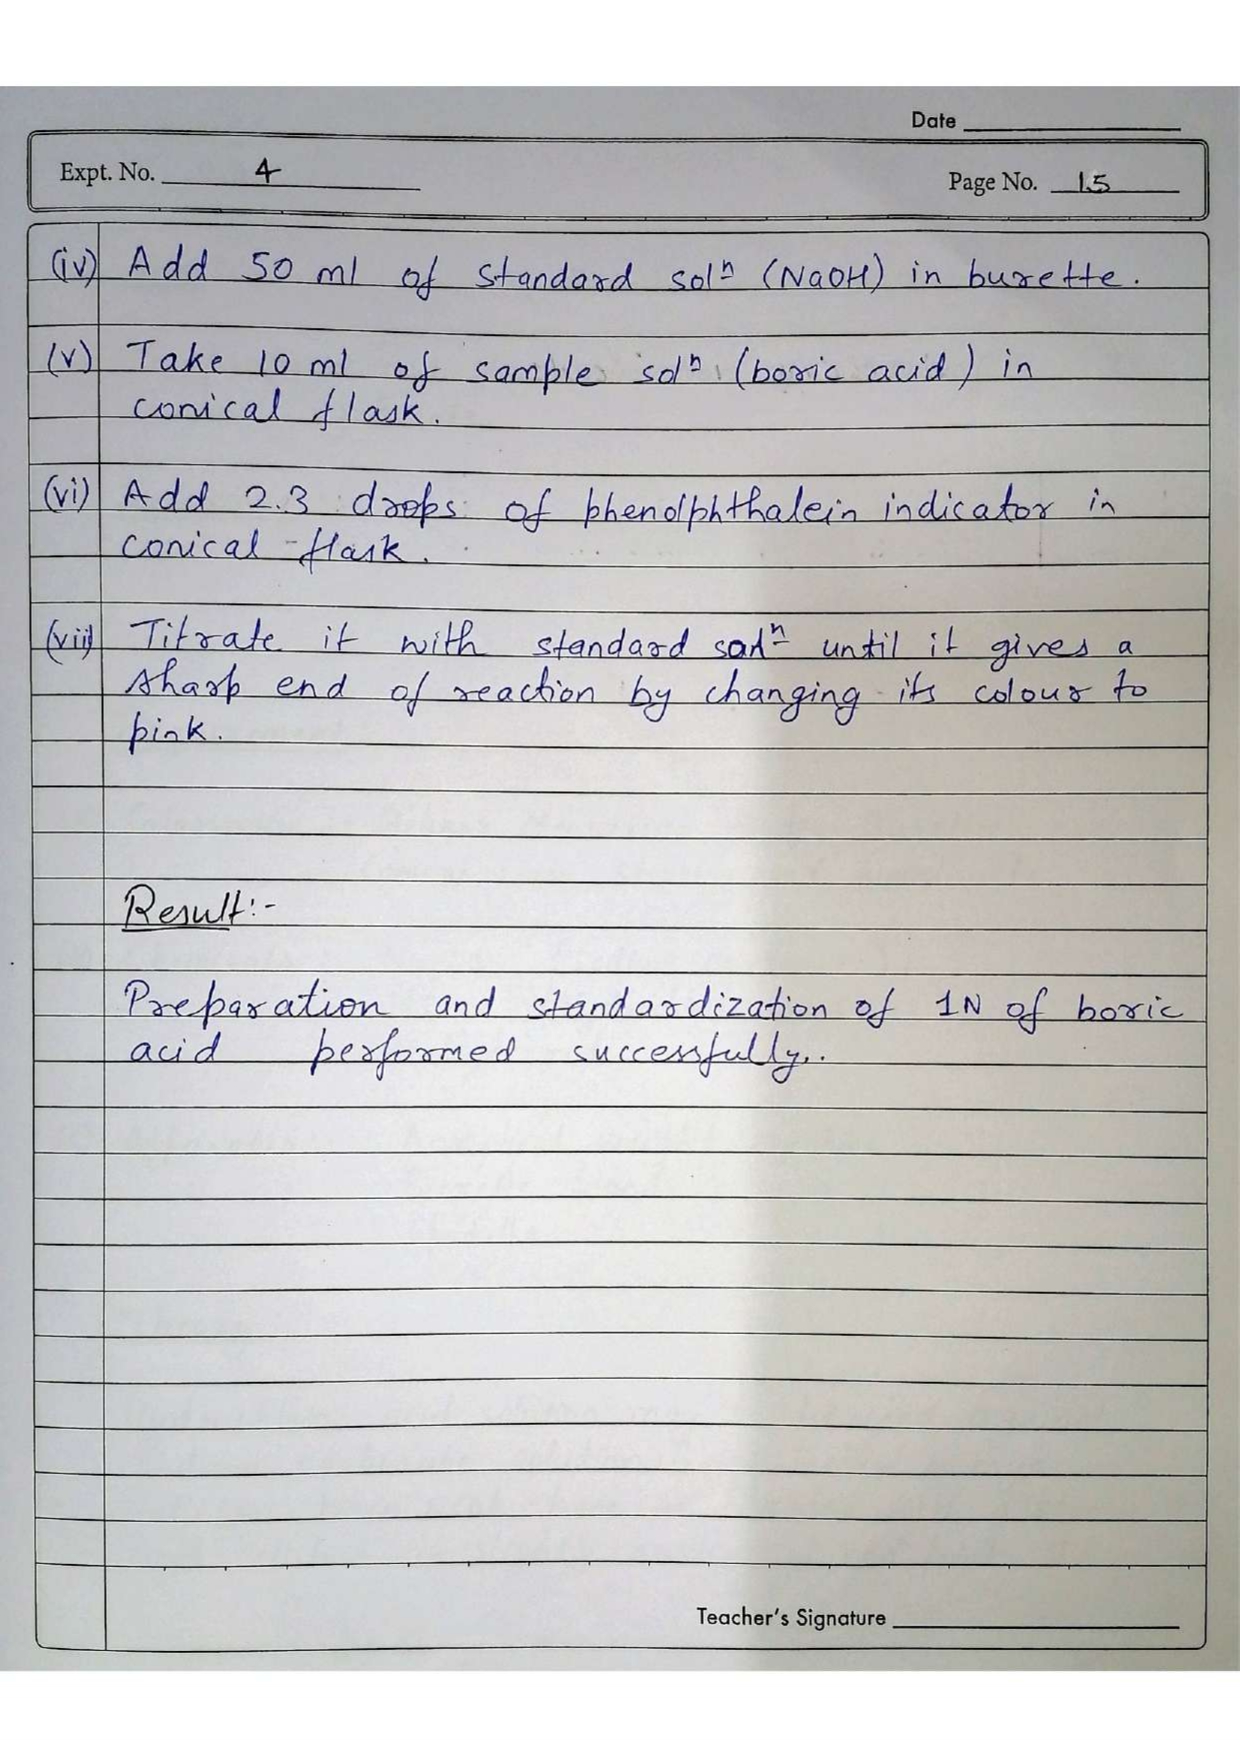 Date
Expt. No. 4
Page No. 15
(iv) Add 50 ml of standard solⁿ (NaOH) in burette.
(v) Take 10 ml of sample solⁿ (boric acid) in
conical flask.
(vi) Add 2.3 drops of phenolphthalein indicator in
conical flask.
(vii) Titrate it with standard solⁿ until it gives a
sharp end of reaction by changing its colour to
pink.
Result:-
Preparation and standardization of 1N of boric
acid performed successfully.
Teacher's Signature